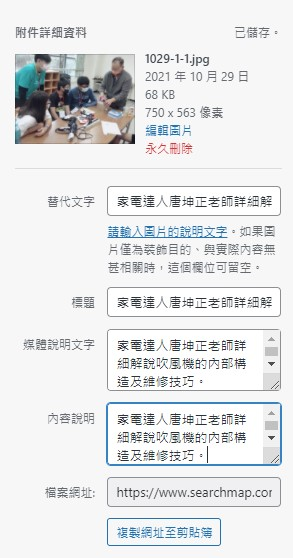 附件詳細資料 已儲存。
1029-1-1.jpg
2021 年 10 月 29 日
68 KB
750 x 563 像素
編輯圖片
永久刪除
替代文字 家電達人唐坤正老師詳細解
請輸入圖片的說明文字。如果
圖片僅為裝飾目的、與實際內容無
甚相關時，這個欄位可留空。
標題 家電達人唐坤正老師詳細解
媒體說明文字 家電達人唐坤正老師詳
細解說吹風機的內部構
造及維修技巧。
內容說明 家電達人唐坤正老師詳
細解說吹風機的內部構
造及維修技巧。
檔案網址: https://www.searchmap.cor
複製網址至剪貼簿